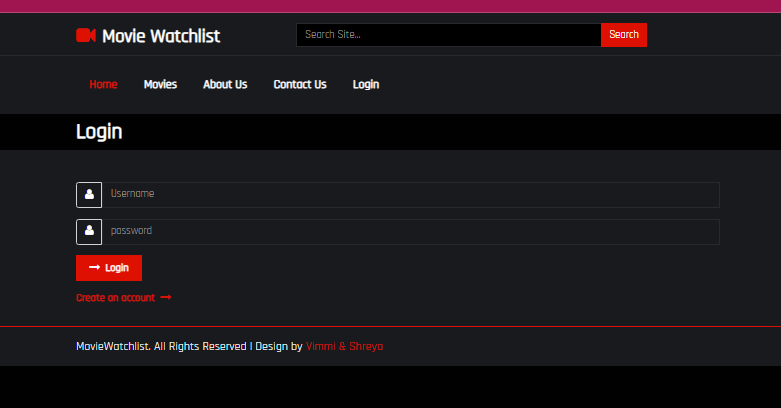 Movie Watchlist
Search Site...
Search
Home Movies About Us Contact Us Login
Login
Username
password
Login
Create an account
MovieWatchlist. All Rights Reserved | Design by Vimmi & Shreya